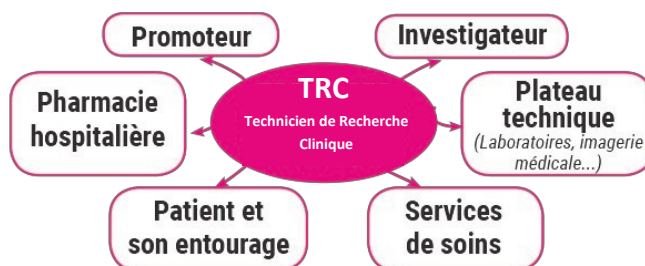 Promoteur
Investigateur
TRC
Technicien de Recherche
Clinique
Pharmacie
hospitalière
Plateau
technique
(Laboratoires, imagerie
médicale...)
Patient et
son entourage
Services
de soins